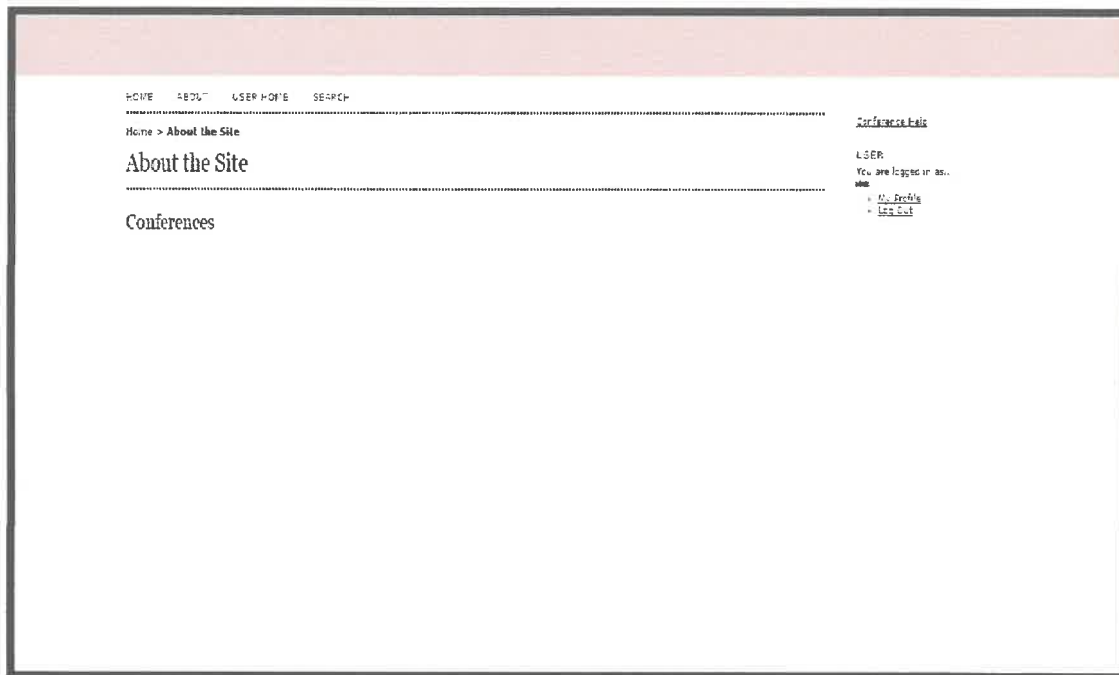 HOME ABOUT USER HOME SEARCH
Home > About the Site
About the Site
Conferences
Conference Help
USER
You are logged in as...
My Profile
Log Out